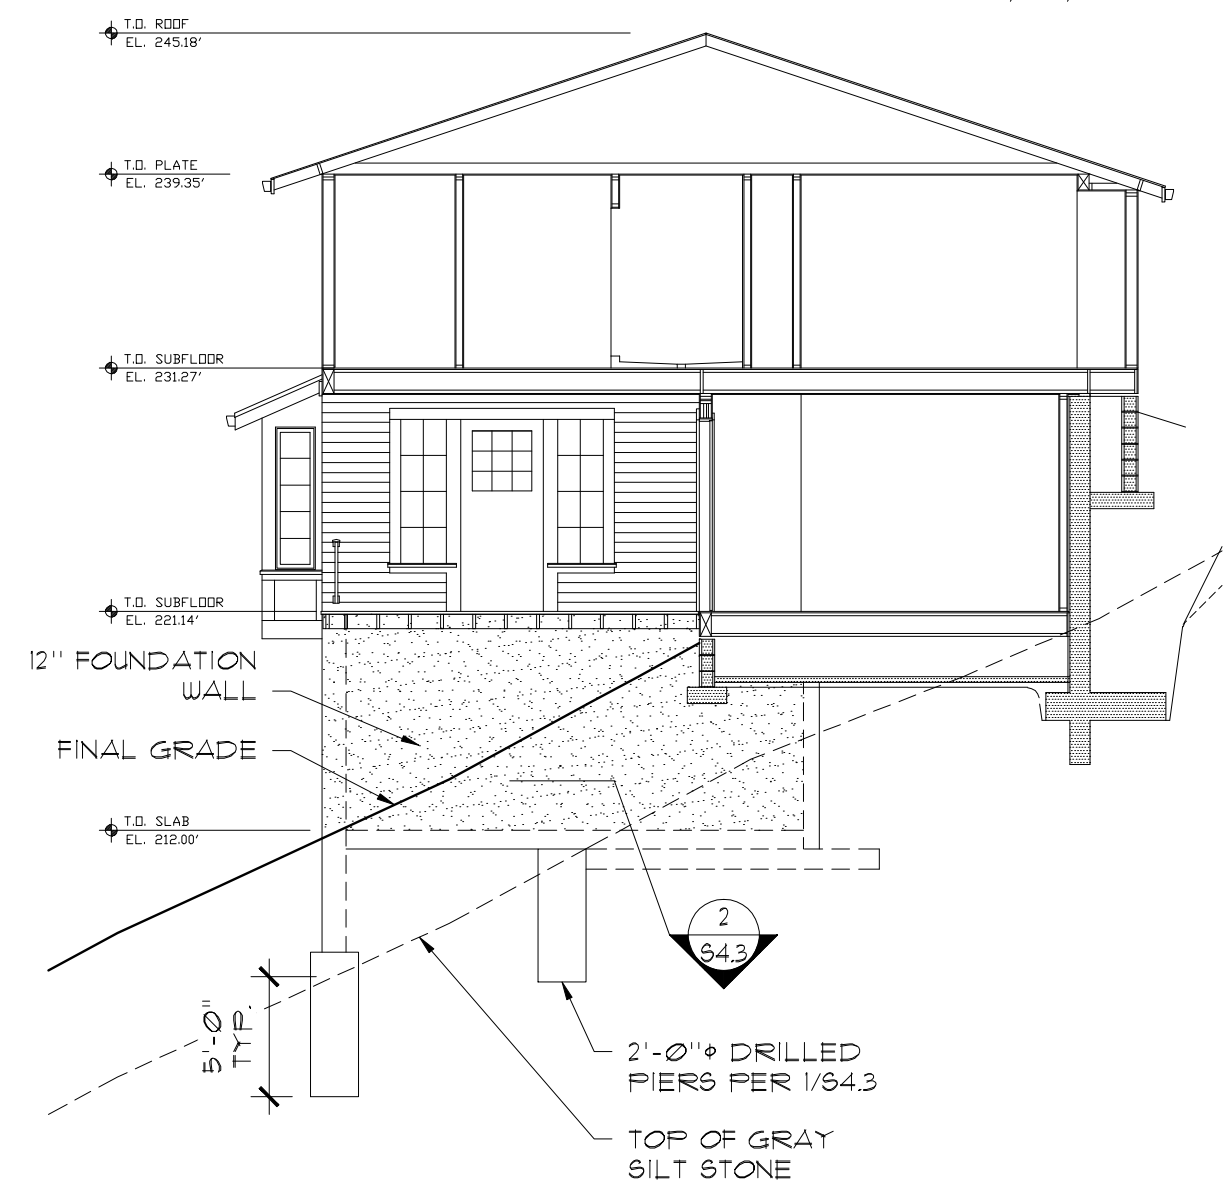 T.O. ROOF
EL. 245.18'
T.O. PLATE
EL. 239.35'
T.O. SUBFLOOR
EL. 231.27'
T.O. SUBFLOOR
EL. 221.14'
12" FOUNDATION
WALL
FINAL GRADE
T.O. SLAB
EL. 212.00'
2
S4.3
5'-0"
TYP.
2'-0"ϕ DRILLED
PIERS PER 1/S4.3
TOP OF GRAY
SILT STONE